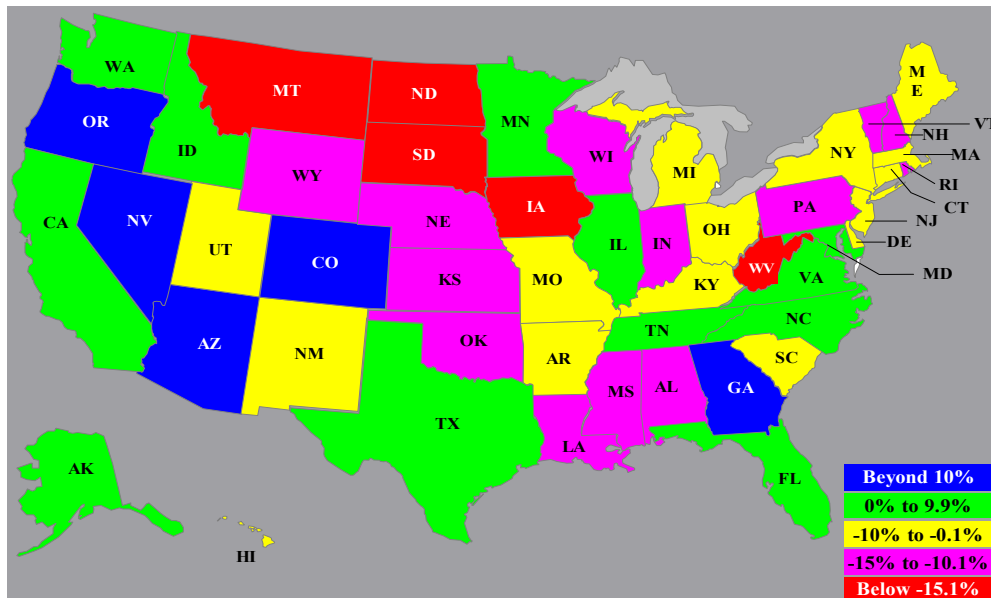 M
E
WA
MT
ND
MN
OR
VT
NH
ID
SD
WI
NY
MA
WY
MI
RI
IA
CT
CA
NV
NE
PA
NJ
UT
IL
IN
OH
DE
CO
WV
MD
KS
MO
KY
VA
NC
TN
AZ
NM
OK
AR
SC
MS
AL
GA
TX
LA
AK
FL
HI
Beyond 10%
0% to 9.9%
-10% to -0.1%
-15% to -10.1%
Below -15.1%